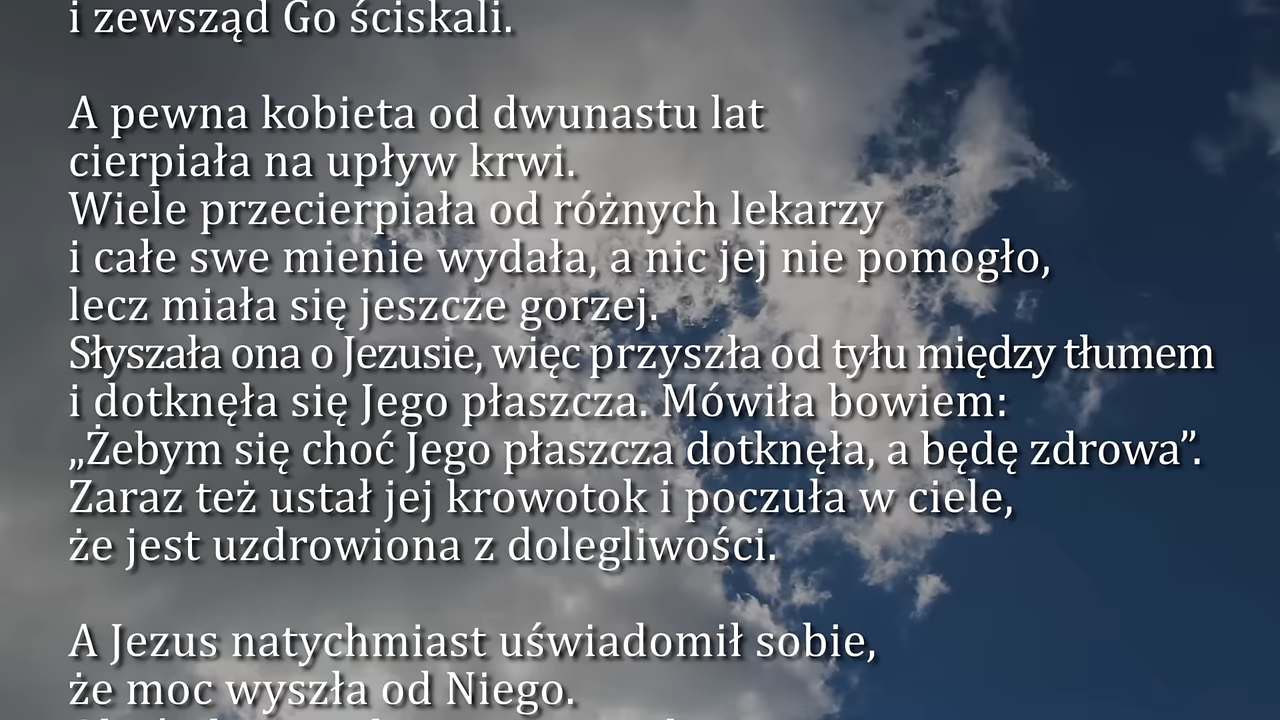 i zewsząd Go ściskali.
A pewna kobieta od dwunastu lat
cierpiała na upływ krwi.
Wiele przecierpiała od różnych lekarzy
i całe swe mienie wydała, a nic jej nie pomogło,
lecz miała się jeszcze gorzej.
Słyszała ona o Jezusie, więc przyszła od tyłu między tłumem
i dotknęła się Jego płaszcza. Mówiła bowiem:
„Żebym się choć Jego płaszcza dotknęła, a będę zdrowa”.
Zaraz też ustał jej krowotok i poczuła w ciele,
że jest uzdrowiona z dolegliwości.
A Jezus natychmiast uświadomił sobie,
że moc wyszła od Niego.